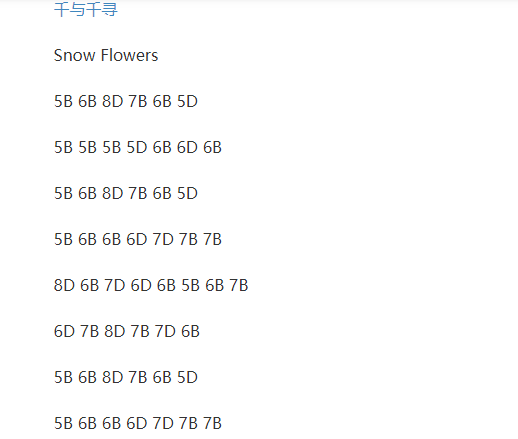 千与千寻
Snow Flowers
5B 6B 8D 7B 6B 5D
5B 5B 5B 5D 6B 6D 6B
5B 6B 8D 7B 6B 5D
5B 6B 6B 6D 7D 7B 7B
8D 6B 7D 6D 6B 5B 6B 7B
6D 7B 8D 7B 7D 6B
5B 6B 8D 7B 6B 5D
5B 6B 6B 6D 7D 7B 7B